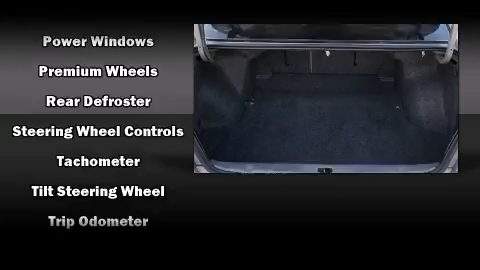 Power Windows
Premium Wheels
Rear Defroster
Steering Wheel Controls
Tachometer
Tilt Steering Wheel
Trip Odometer